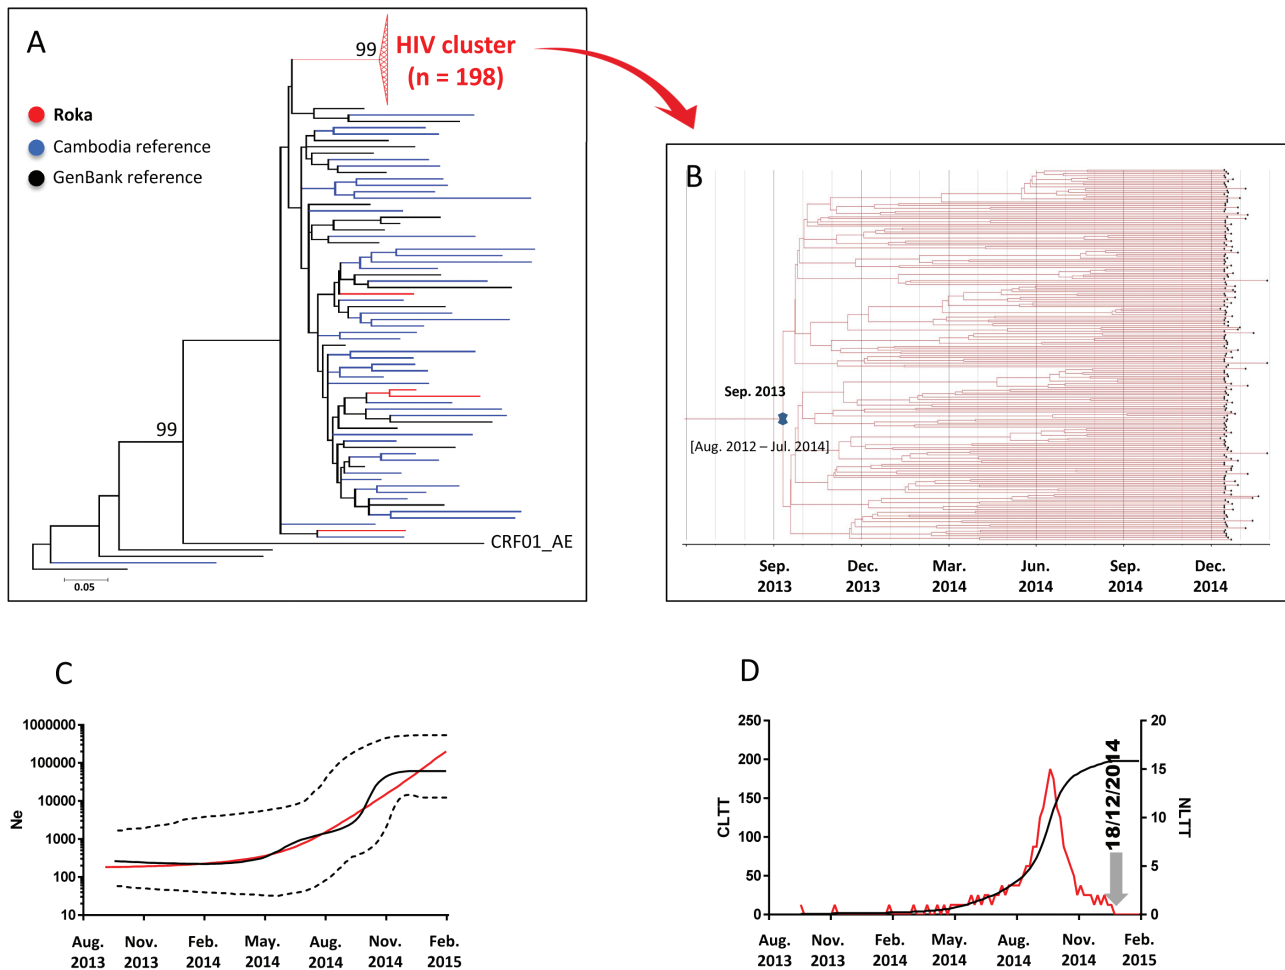 A
99
HIV cluster
(n = 198)
Roka
Cambodia reference
GenBank reference
99
CRF01_AE
0.05
B
Sep. 2013
[Aug. 2012 – Jul. 2014]
Sep. Dec. Mar. Jun. Sep. Dec.
2013 2013 2014 2014 2014 2014
C
1000000
100000
10000
1000
100
10
Ne
Aug. Nov. Feb. May. Aug. Nov. Feb.
2013 2013 2014 2014 2014 2014 2015
D
250
200
150
100
50
0
CLTT
20
15
10
5
0
NLTT
18/12/2014
Aug. Nov. Feb. May. Aug. Nov. Feb.
2013 2013 2014 2014 2014 2014 2015